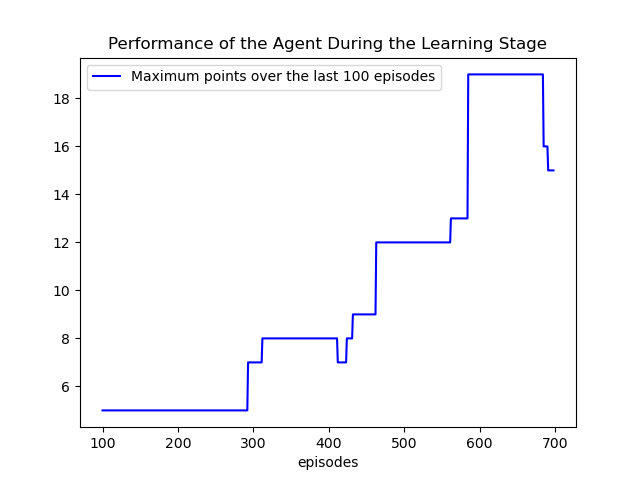 Performance of the Agent During the Learning Stage
Maximum points over the last 100 episodes
18
16
14
12
10
8
6
100 200 300 400 500 600 700
episodes